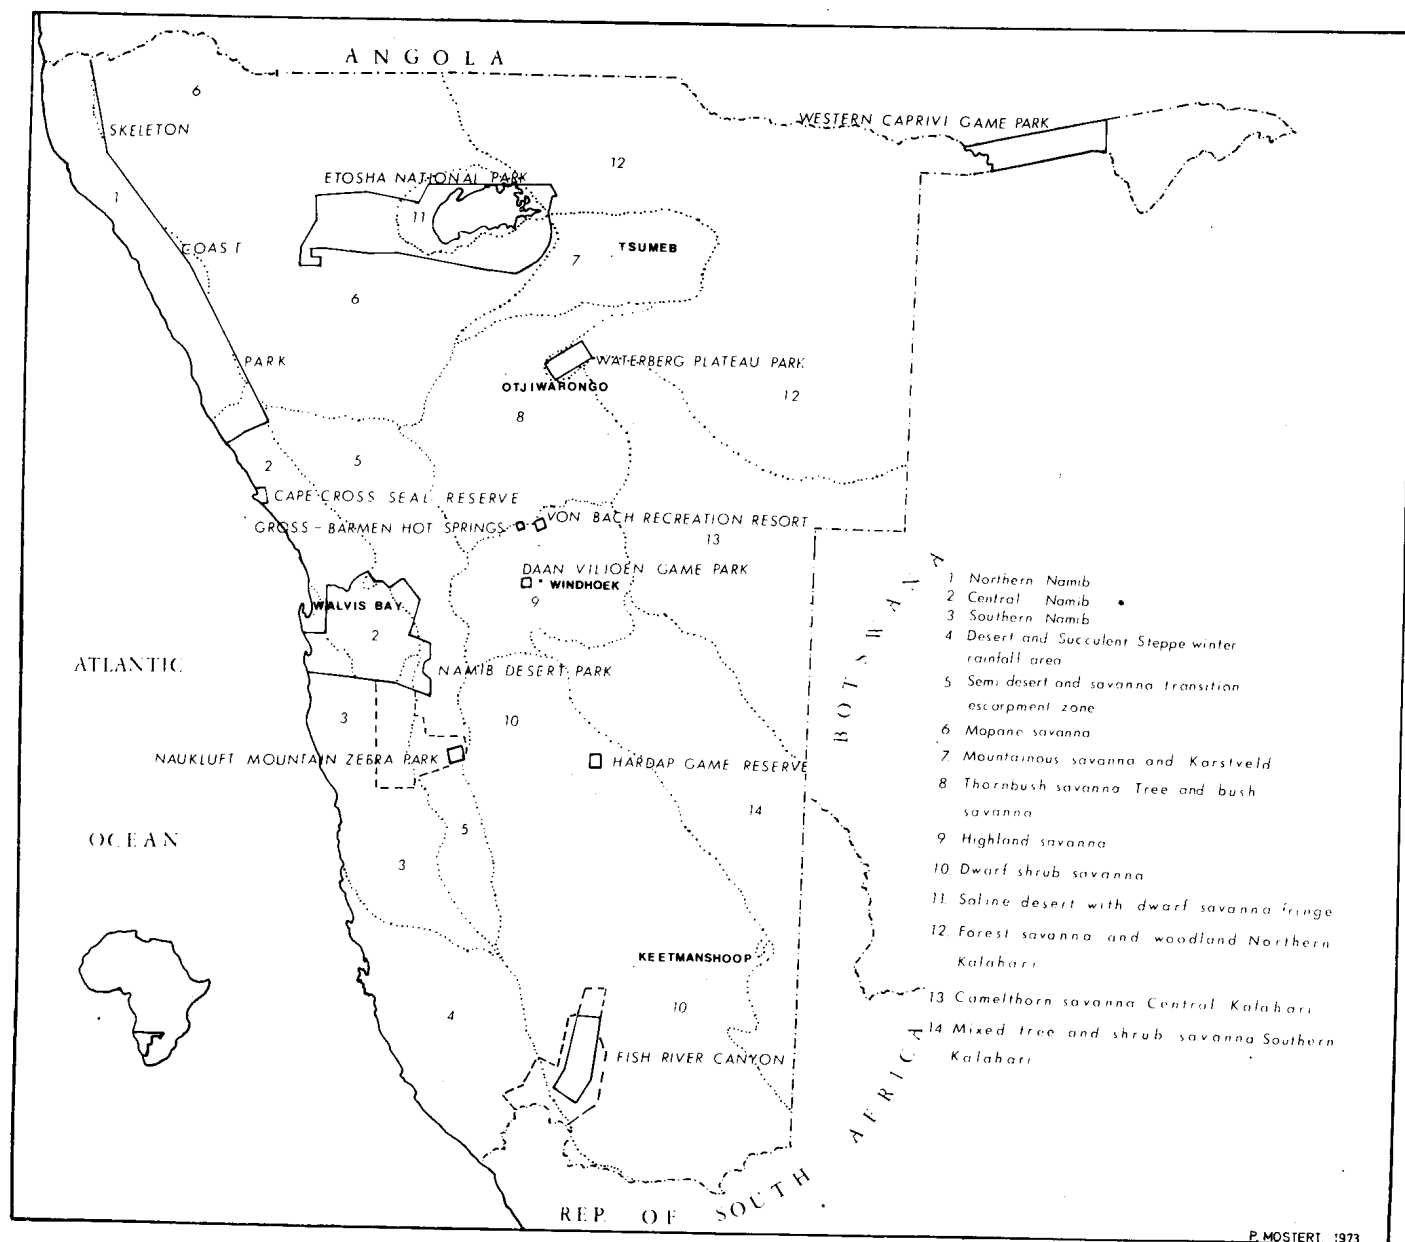 ANGOLA
6
WESTERN CAPRIVI GAME PARK
SKELETON
12
ETOSHA NATIONAL PARK
1
11
COAST
TSUMEB
7
6
PARK
WATERBERG PLATEAU PARK
OTJIWARONGO
12
8
5
2
CAPE CROSS SEAL RESERVE
GROSS-BARMEN HOT SPRINGS
VON BACH RECREATION RESORT
13
DAAN VILJOEN GAME PARK
WINDHOEK
9
WALVIS BAY
2
ATLANTIC
NAMIB DESERT PARK
3
10
NAUKLUFT MOUNTAIN ZEBRA PARK
HARDAP GAME RESERVE
14
5
OCEAN
3
KEETMANSHOOP
10
4
FISH RIVER CANYON
BOTSWANA
1 Northern Namib
2 Central Namib
3 Southern Namib
4 Desert and Succulent Steppe winter
rainfall area
5 Semi desert and savanna transition
escarpment zone
6 Mopane savanna
7. Mountainous savanna and Karstveld
8 Thornbush savanna Tree and bush
savanna
9 Highland savanna
10. Dwarf shrub savanna
11. Saline desert with dwarf savanna fringe
12. Forest savanna and woodland Northern
Kalahari
13 Camelthorn savanna Central Kalahari
14 Mixed tree and shrub savanna Southern
Kalahari
REP. OF SOUTH AFRICA
P. MOSTERT 1973